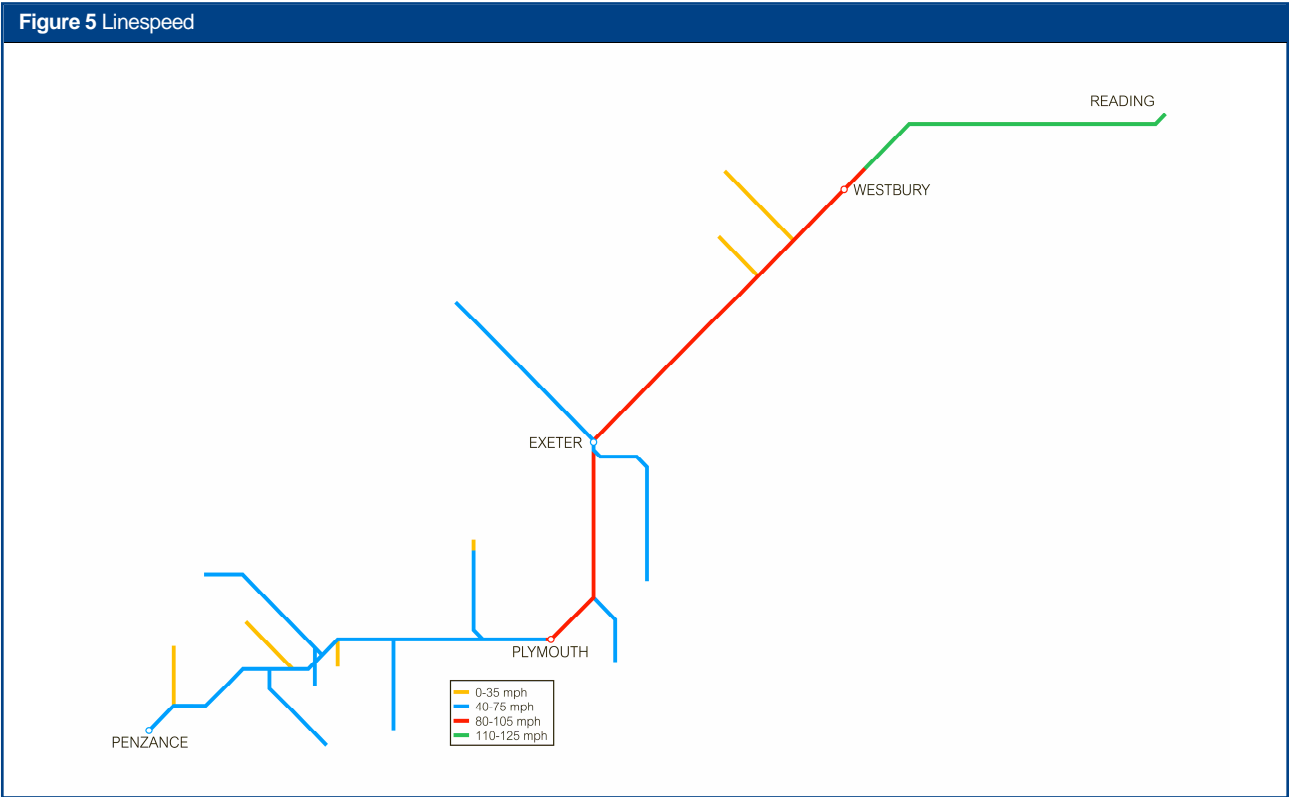 Figure 5 Linespeed
READING
WESTBURY
EXETER
PLYMOUTH
PENZANCE
0-35 mph
40-75 mph
80-105 mph
110-125 mph